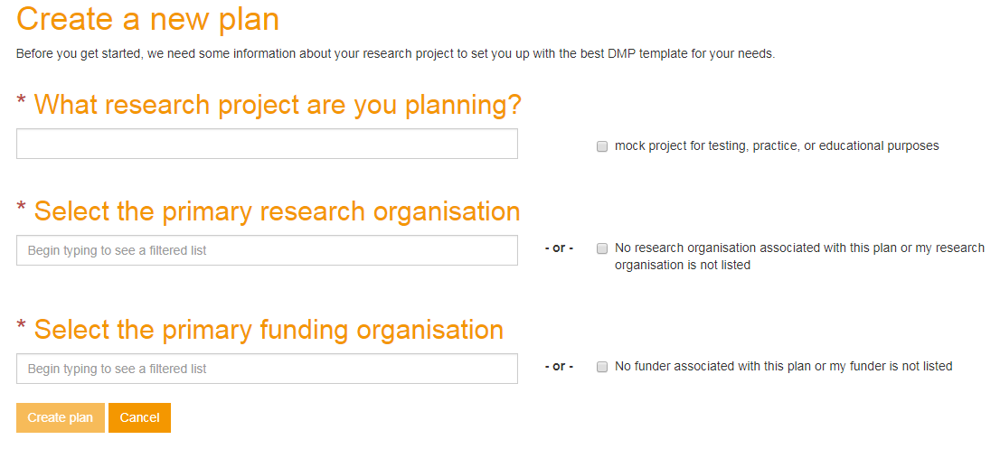 Create a new plan
Before you get started, we need some information about your research project to set you up with the best DMP template for your needs.
* What research project are you planning?
mock project for testing, practice, or educational purposes
* Select the primary research organisation
Begin typing to see a filtered list
- or -
No research organisation associated with this plan or my research
organisation is not listed
* Select the primary funding organisation
Begin typing to see a filtered list
- or -
No funder associated with this plan or my funder is not listed
Create plan
Cancel